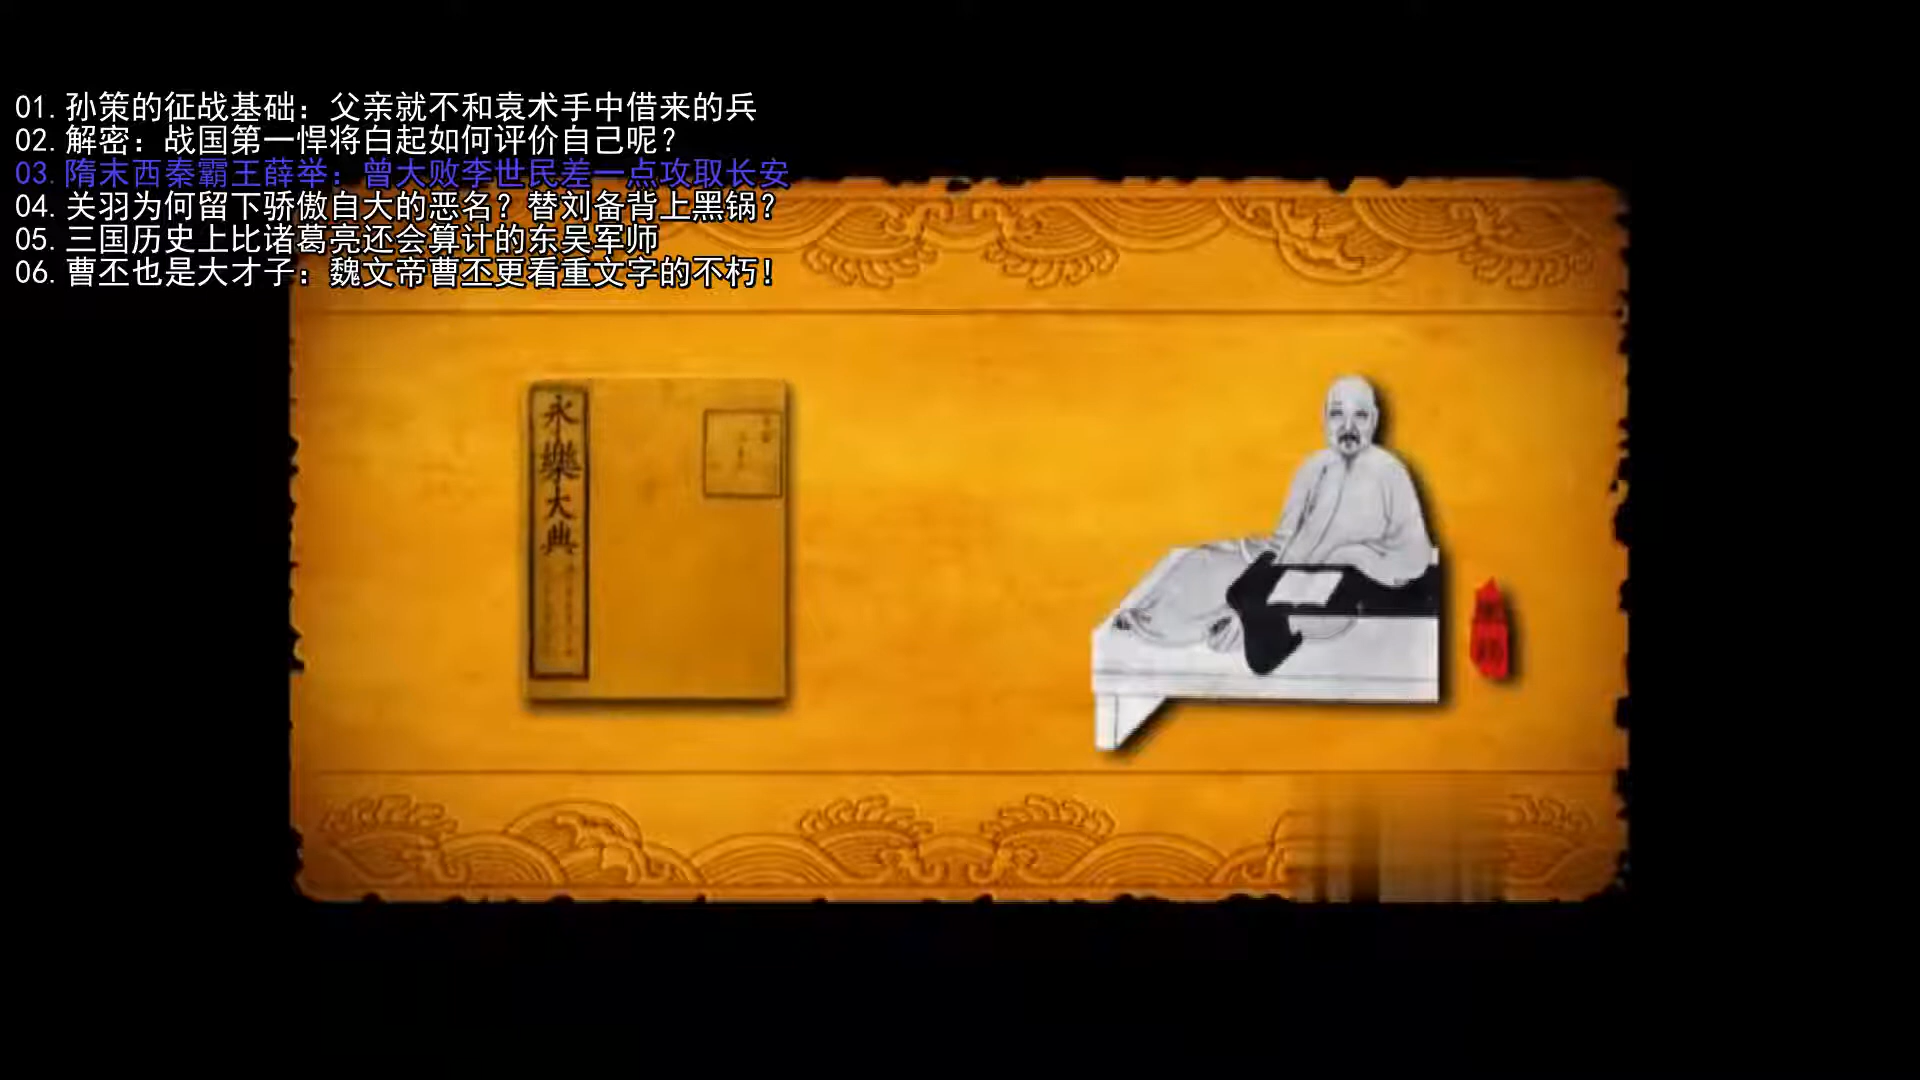 01. 孙策的征战基础：父亲就不和袁术手中借来的兵
02. 解密：战国第一悍将白起如何评价自己呢？
03. 隋末西秦霸王薛举：曾大败李世民差一点攻取长安
04. 关羽为何留下骄傲自大的恶名？替刘备背上黑锅？
05. 三国历史上比诸葛亮还会算计的东吴军师
06. 曹丕也是大才子：魏文帝曹丕更看重文字的不朽！
永樂大典